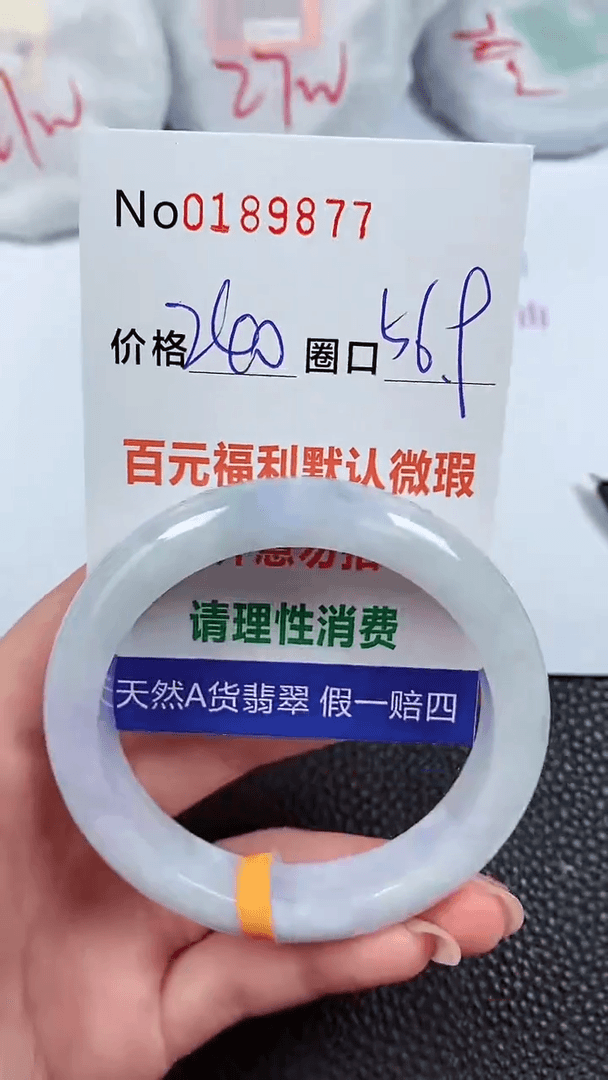 27W
No0189877
价格2400 圈口56.9
百元福利默认微瑕
请理性消费
天然A货翡翠 假一赔四